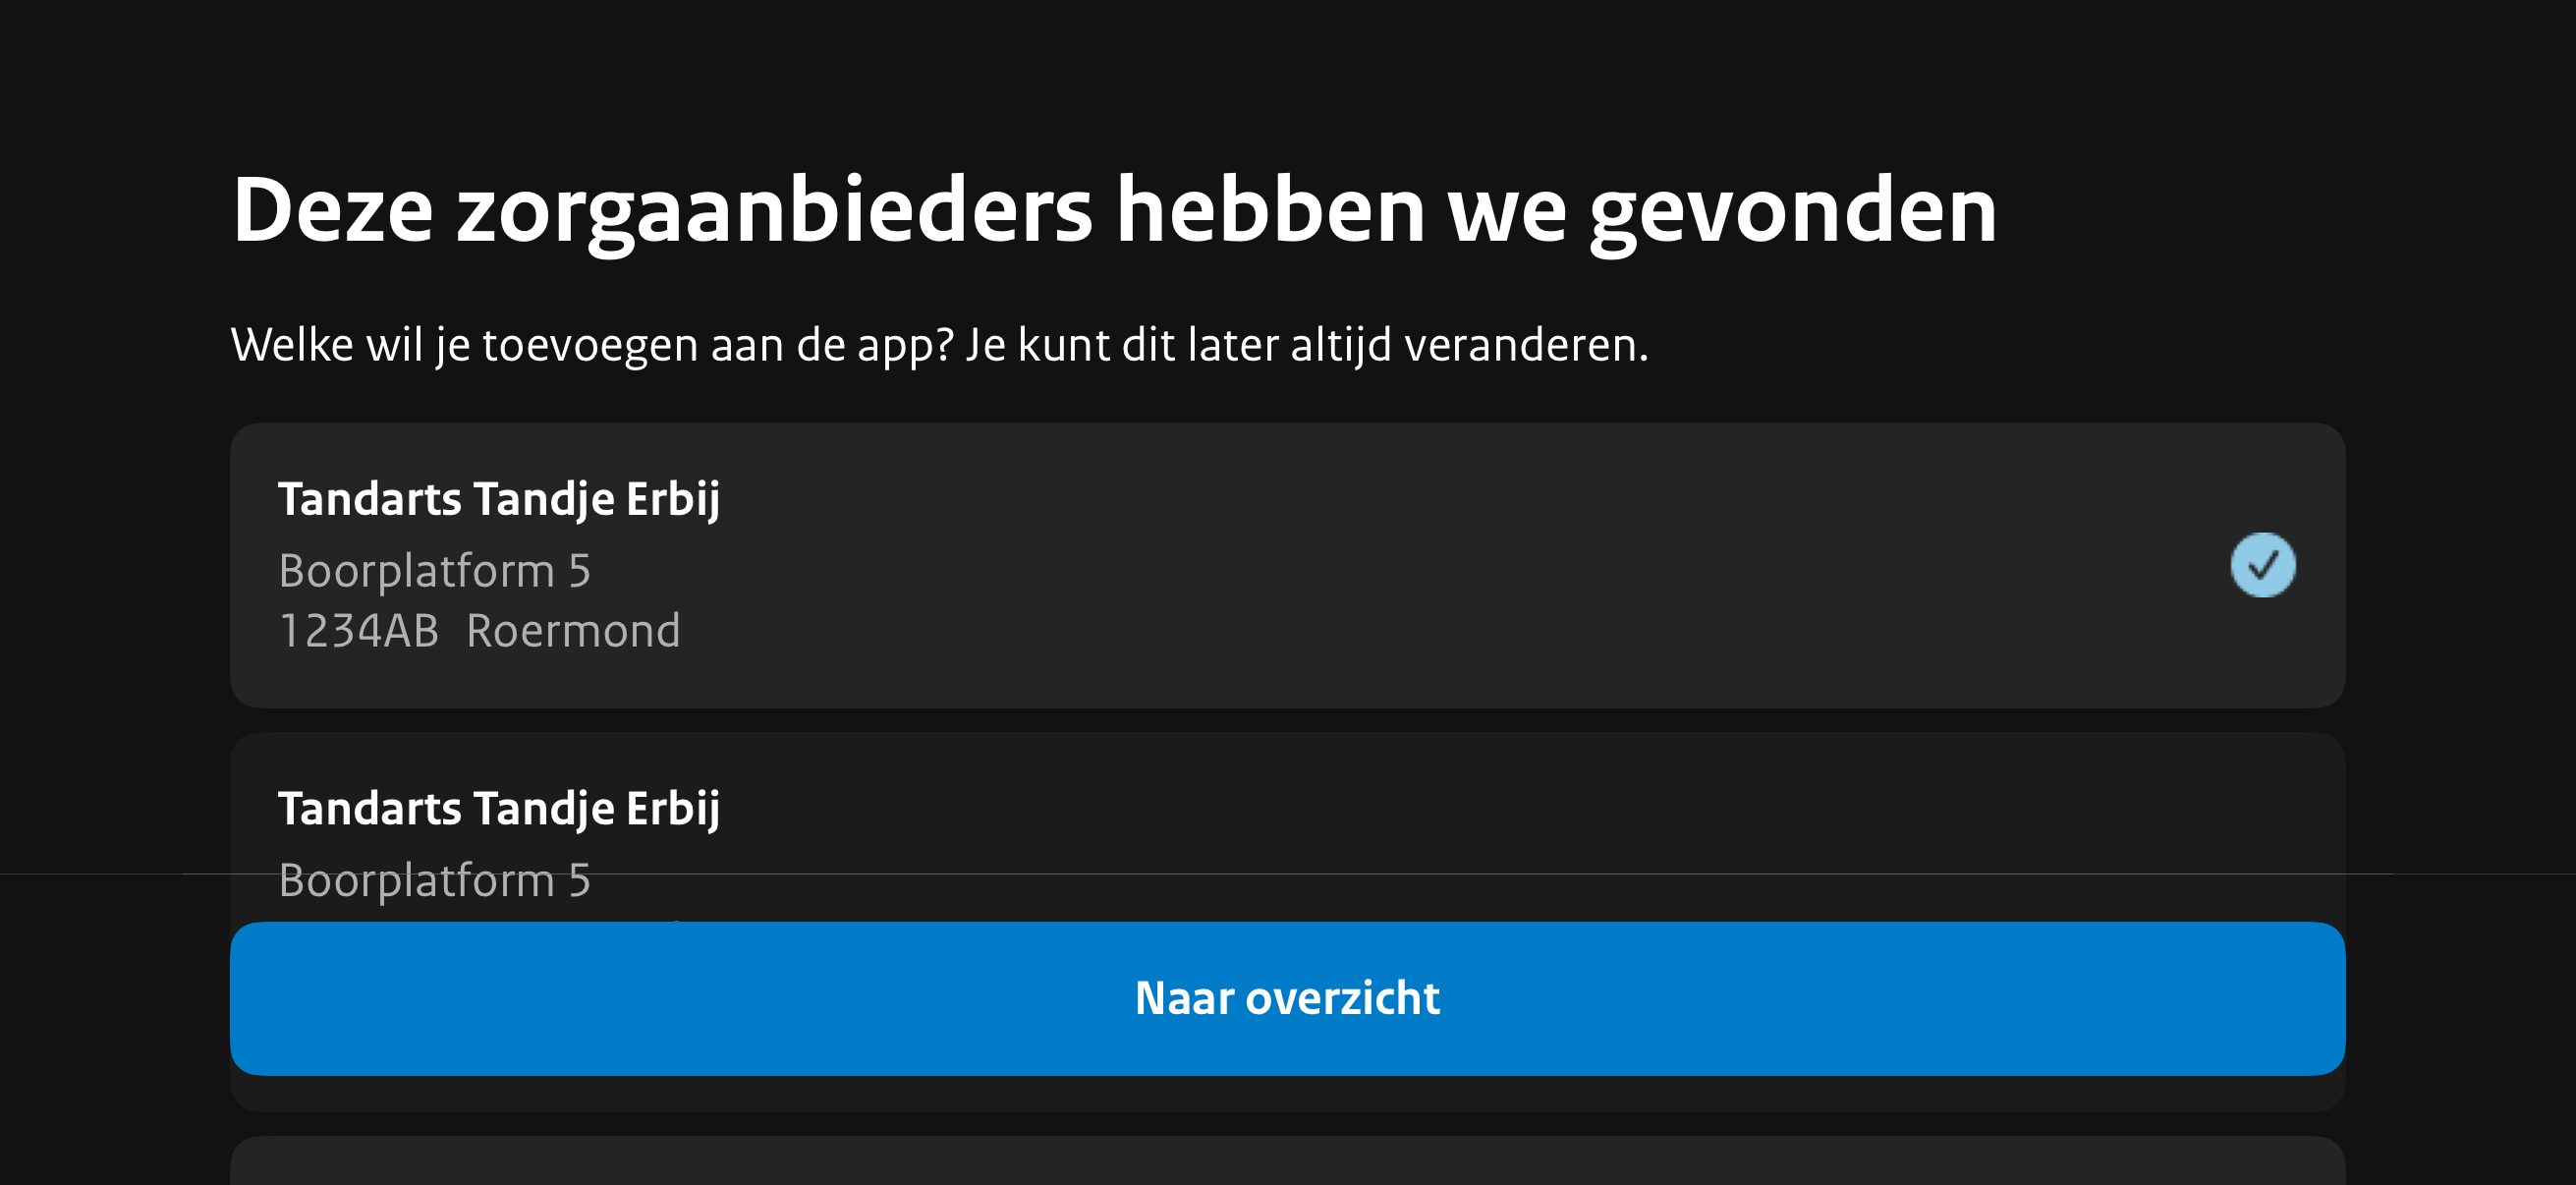 Deze zorgaanbieders hebben we gevonden
Welke wil je toevoegen aan de app? Je kunt dit later altijd veranderen.
Tandarts Tandje Erbij
Boorplatform 5
1234AB Roermond
Tandarts Tandje Erbij
Boorplatform 5
Naar overzicht